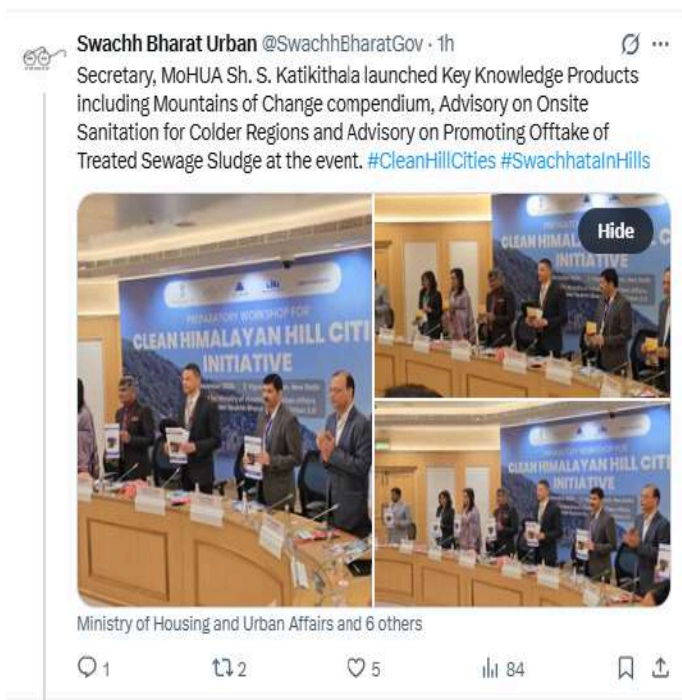 Swachh Bharat Urban @SwachhBharatGov · 1h
Secretary, MoHUA Sh. S. Katikithala launched Key Knowledge Products
including Mountains of Change compendium, Advisory on Onsite
Sanitation for Colder Regions and Advisory on Promoting Offtake of
Treated Sewage Sludge at the event. #CleanHillCities #SwachhataInHills
PREPARATORY WORKSHOP FOR
CLEAN HIMALAYAN HILL CITI
INITIATIVE
Hide
CLEAN HIMALA
INITIATIVE
CLEAN HIMALAYAN HILL CITI
INITIATIVE
Ministry of Housing and Urban Affairs and 6 others
1
2
5
84